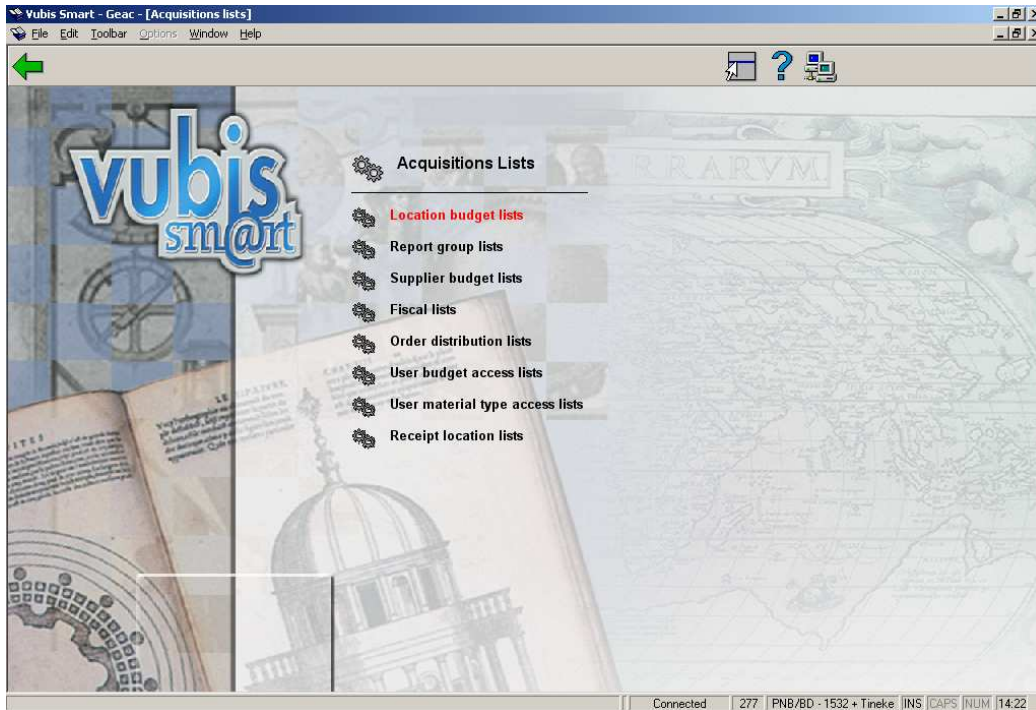 Vubis Smart - Geac - [Acquisitions lists]
File Edit Toolbar Options Window Help
vubis
sm@rt
RRARVM
Acquisitions Lists
Location budget lists
Report group lists
Supplier budget lists
Fiscal lists
Order distribution lists
User budget access lists
User material type access lists
Receipt location lists
Connected 277 PNB/BD - 1532 + Tineke INS CAPS NUM 14:22